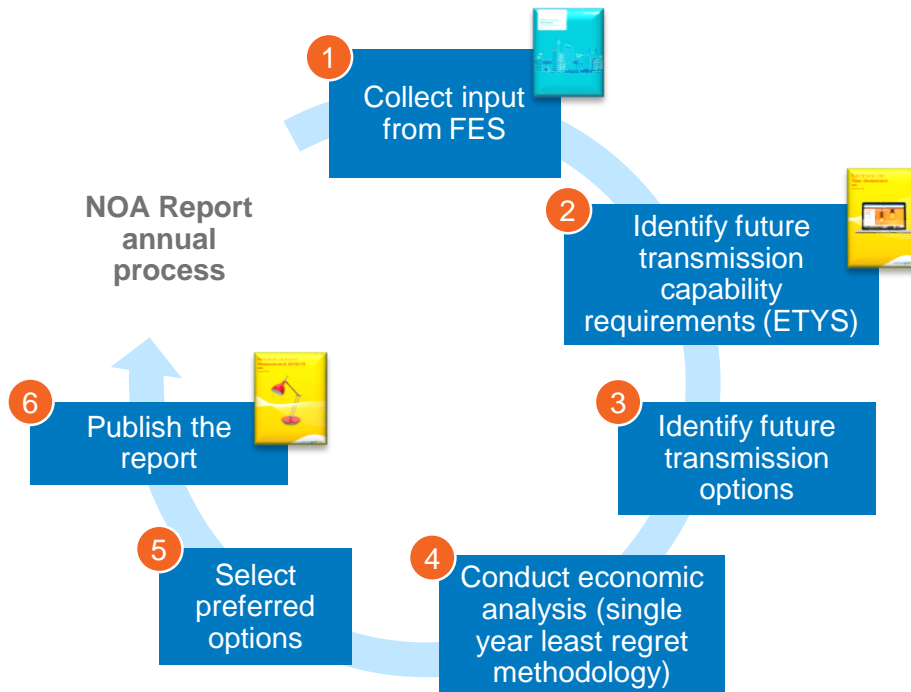 1
Collect input
from FES
2
Identify future
transmission
capability
requirements (ETYS)
NOA Report
annual
process
3
Identify future
transmission
options
4
Conduct economic
analysis (single
year least regret
methodology)
5
Select
preferred
options
6
Publish the
report